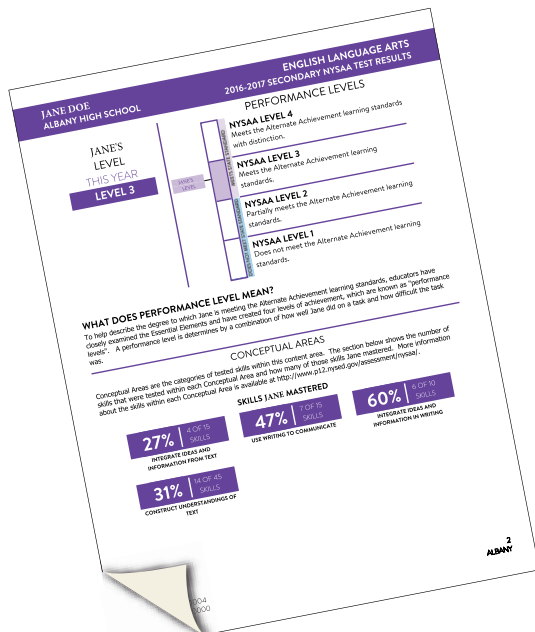 JANE DOE
ALBANY HIGH SCHOOL
ENGLISH LANGUAGE ARTS
2016-2017 SECONDARY NYSAA TEST RESULTS
JANE'S
LEVEL
THIS YEAR
LEVEL 3
JANE'S
LEVEL
PERFORMANCE LEVELS
NYSAA LEVEL 4
Meets the Alternate Achievement learning standards
with distinction.
NYSAA LEVEL 3
Meets the Alternate Achievement learning
standards.
NYSAA LEVEL 2
Partially meets the Alternate Achievement learning
standards.
NYSAA LEVEL 1
Does not meet the Alternate Achievement learning
standards.
WHAT DOES PERFORMANCE LEVEL MEAN?
To help describe the degree to which Jane is meeting the Alternate Achievement learning standards, educators have
closely examined the Essential Elements and have created four levels of achievement, which are known as "performance
levels". A performance level is determines by a combination of how well Jane did on a task and how difficult the task
was.
CONCEPTUAL AREAS
Conceptual Areas are the categories of tested skills within this content area. The section below shows the number of
skills that were tested within each Conceptual Area and how many of those skills Jane mastered. More information
about the skills within each Conceptual Area is available at http://www.p12.nysed.gov/assessment/nysaa/.
SKILLS JANE MASTERED
27% 4 OF 15
SKILLS
INTEGRATE IDEAS AND
INFORMATION FROM TEXT
47% 7 OF 15
SKILLS
USE WRITING TO COMMUNICATE
60% 6 OF 10
SKILLS
INTEGRATE IDEAS AND
INFORMATION IN WRITING
31% 14 OF 45
SKILLS
CONSTRUCT UNDERSTANDINGS OF
TEXT
2
ALBANY
004
000